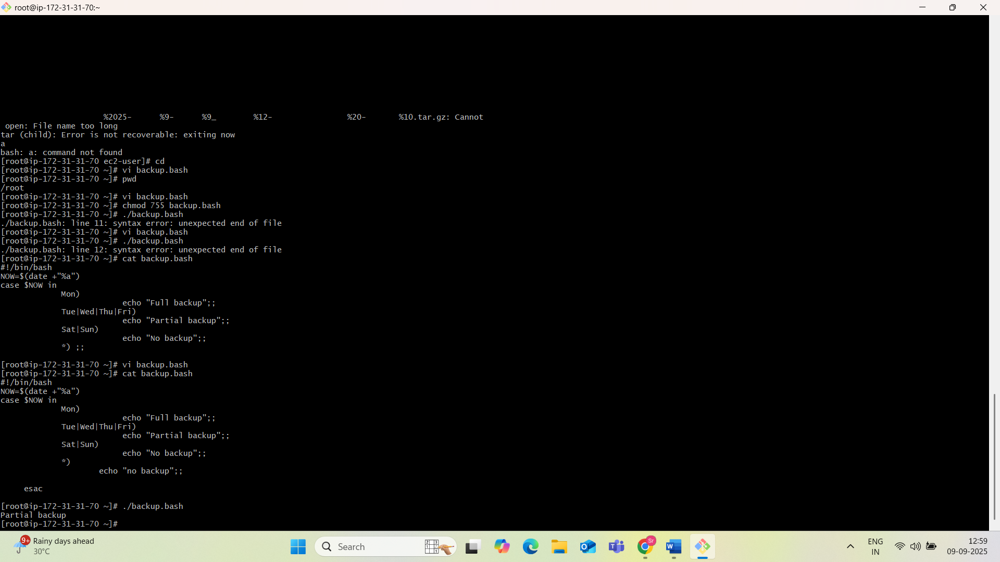 root@ip-172-31-31-70:~
%2025- %9- %9_ %12- %20- %10.tar.gz: Cannot
open: File name too long
tar (child): Error is not recoverable: exiting now
a
bash: a: command not found
[root@ip-172-31-31-70 ec2-user]# cd
[root@ip-172-31-31-70 ~]# vi backup.bash
[root@ip-172-31-31-70 ~]# pwd
/root
[root@ip-172-31-31-70 ~]# vi backup.bash
[root@ip-172-31-31-70 ~]# chmod 755 backup.bash
[root@ip-172-31-31-70 ~]# ./backup.bash
./backup.bash: line 11: syntax error: unexpected end of file
[root@ip-172-31-31-70 ~]# vi backup.bash
[root@ip-172-31-31-70 ~]# ./backup.bash
./backup.bash: line 12: syntax error: unexpected end of file
[root@ip-172-31-31-70 ~]# cat backup.bash
#!/bin/bash
NOW=$(date +"%a")
case $NOW in
Mon)
echo "Full backup";;
Tue|Wed|Thu|Fri)
echo "Partial backup";;
Sat|Sun)
echo "No backup";;
*) ;;
[root@ip-172-31-31-70 ~]# vi backup.bash
[root@ip-172-31-31-70 ~]# cat backup.bash
#!/bin/bash
NOW=$(date +"%a")
case $NOW in
Mon)
echo "Full backup";;
Tue|Wed|Thu|Fri)
echo "Partial backup";;
Sat|Sun)
echo "No backup";;
*)
echo "no backup";;
esac
[root@ip-172-31-31-70 ~]# ./backup.bash
Partial backup
[root@ip-172-31-31-70 ~]#
9+ Rainy days ahead
30°C
Search
Sr
ENG
IN
12:59
09-09-2025